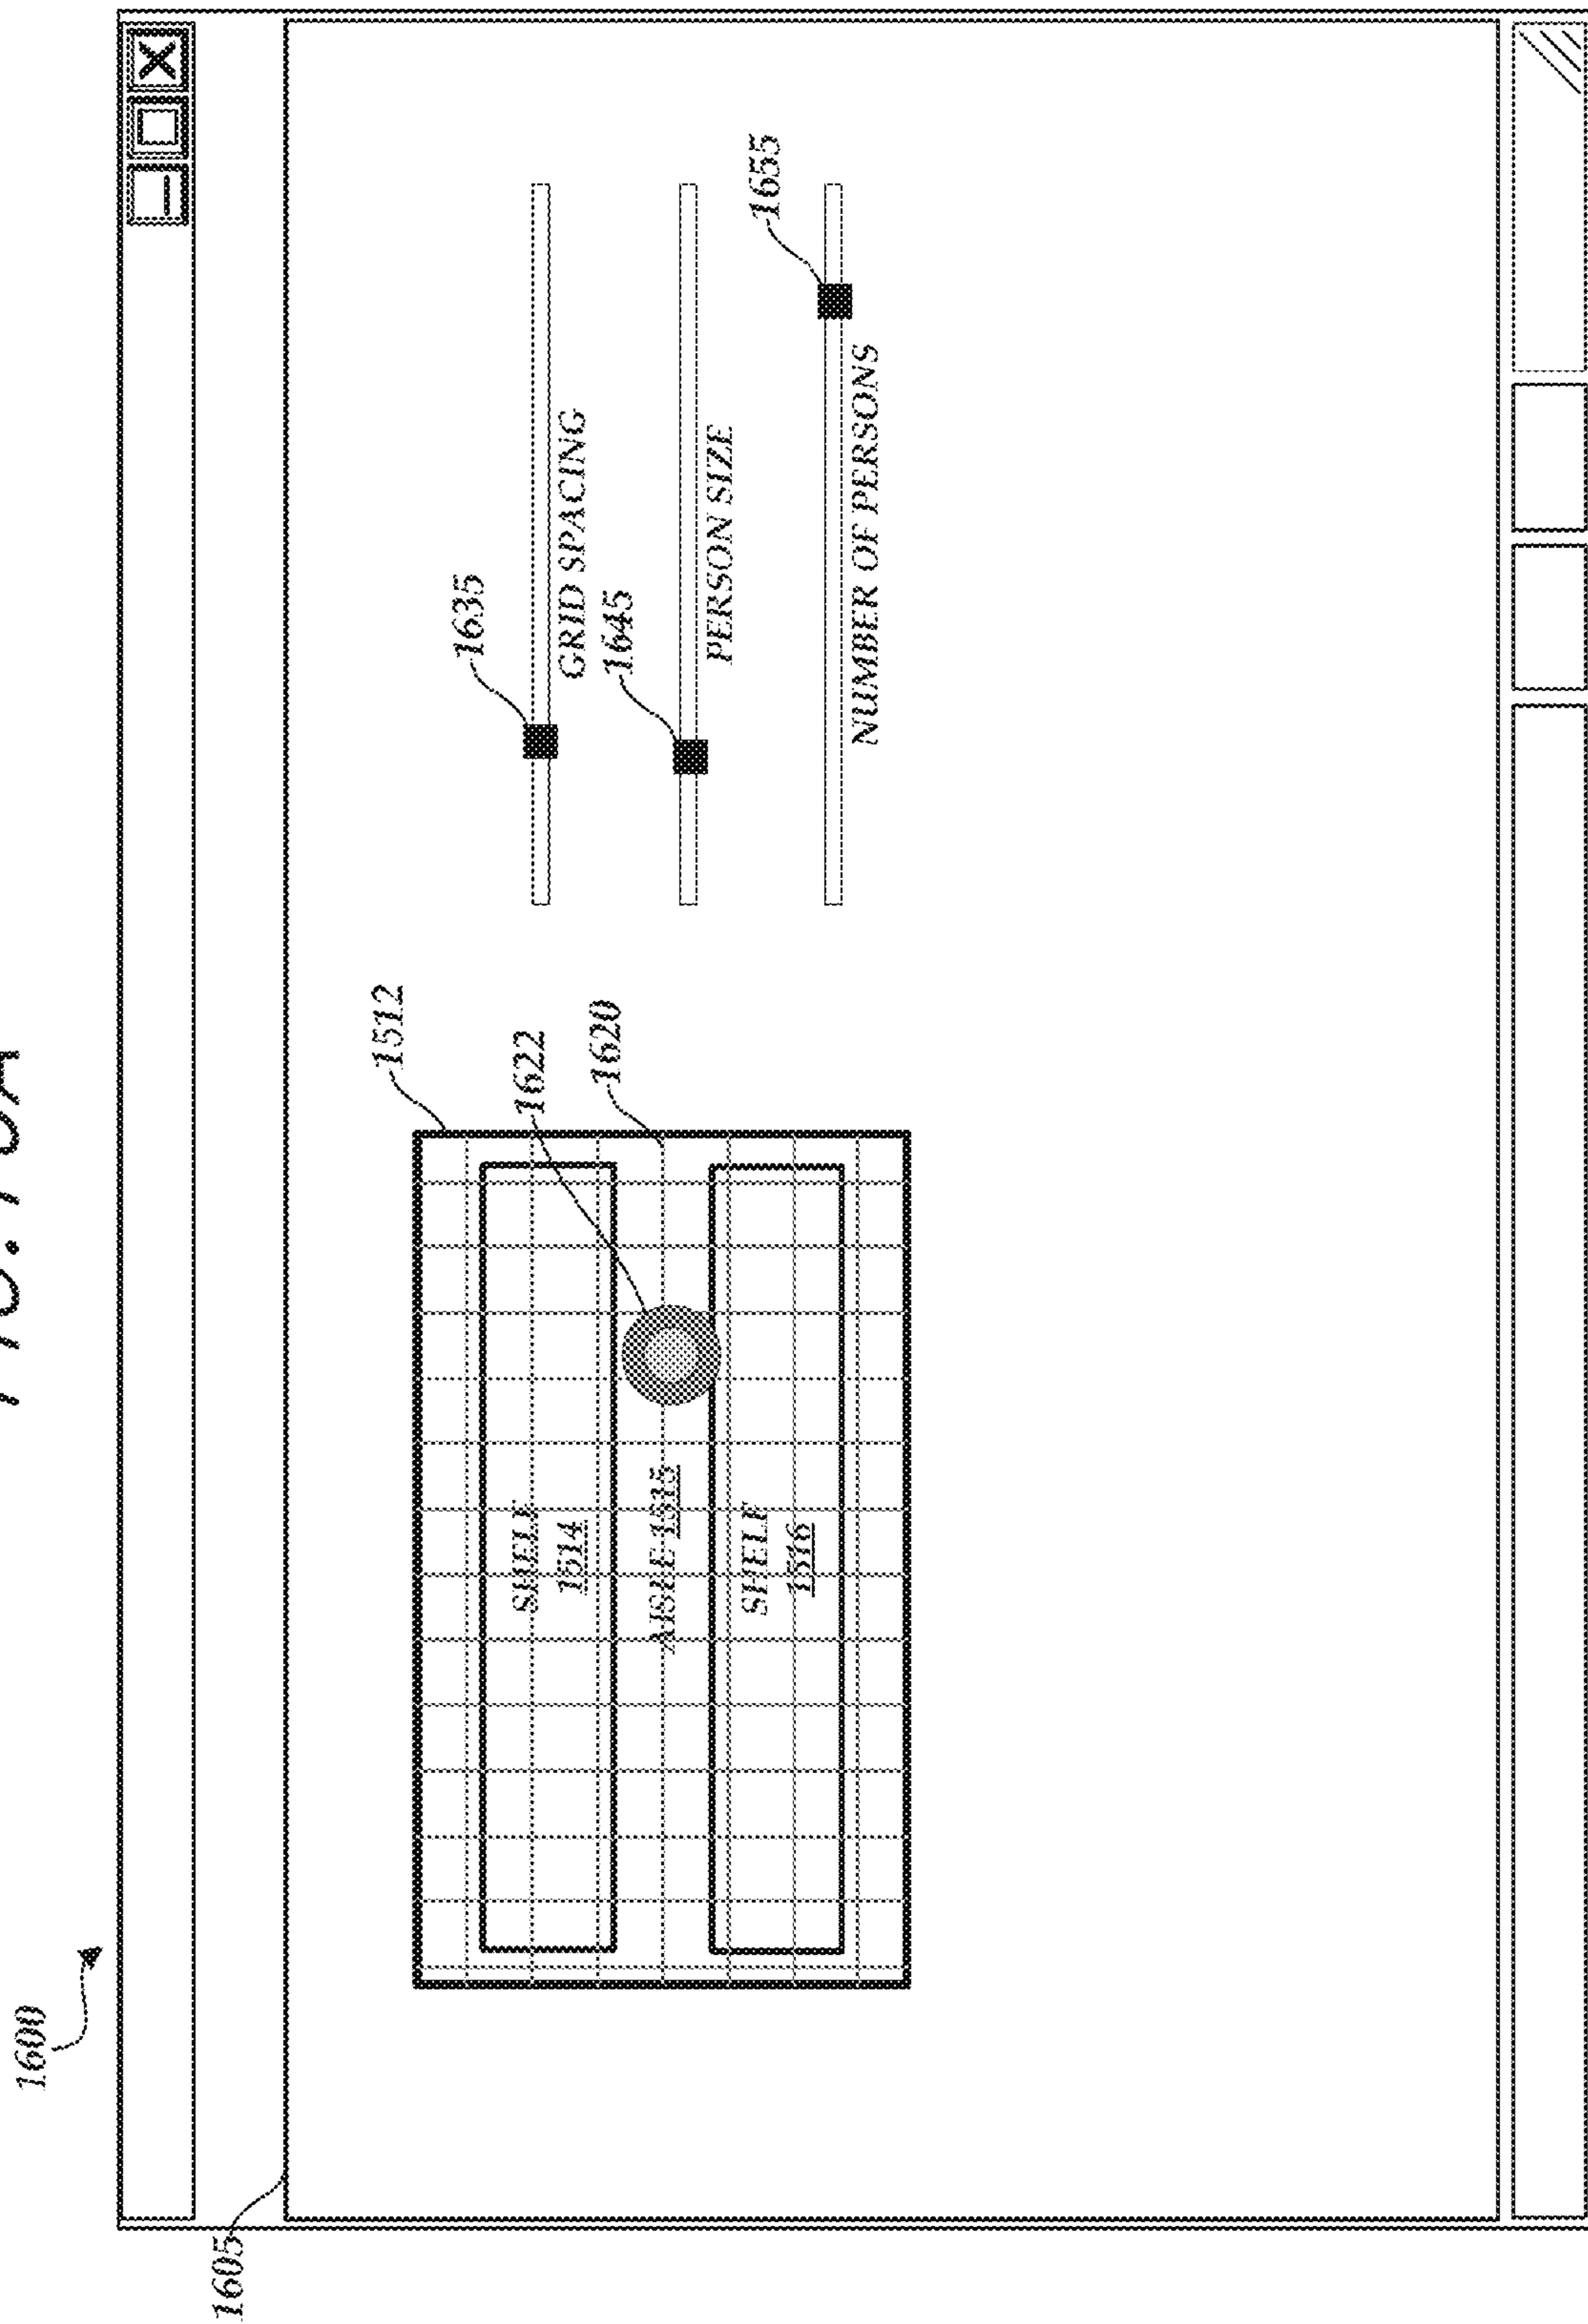 1600
1605
1512
1635
1622
SHELF
1514
GRID SPACING
1620
1645
AISLE 1515
PERSON SIZE
SHELF
1516
1655
NUMBER OF PERSONS